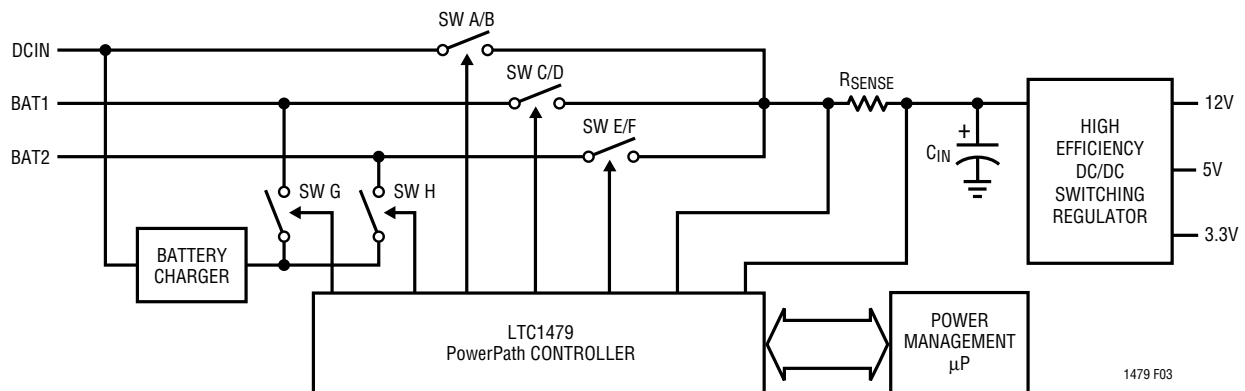 SW A/B
DCIN
SW C/D
BAT1
RSENSE
SW E/F
BAT2
12V
HIGH
EFFICIENCY
DC/DC
SWITCHING
REGULATOR
+
CIN
5V
3.3V
SW G
SW H
BATTERY
CHARGER
LTC1479
PowerPath CONTROLLER
POWER
MANAGEMENT
µP
1479 F03